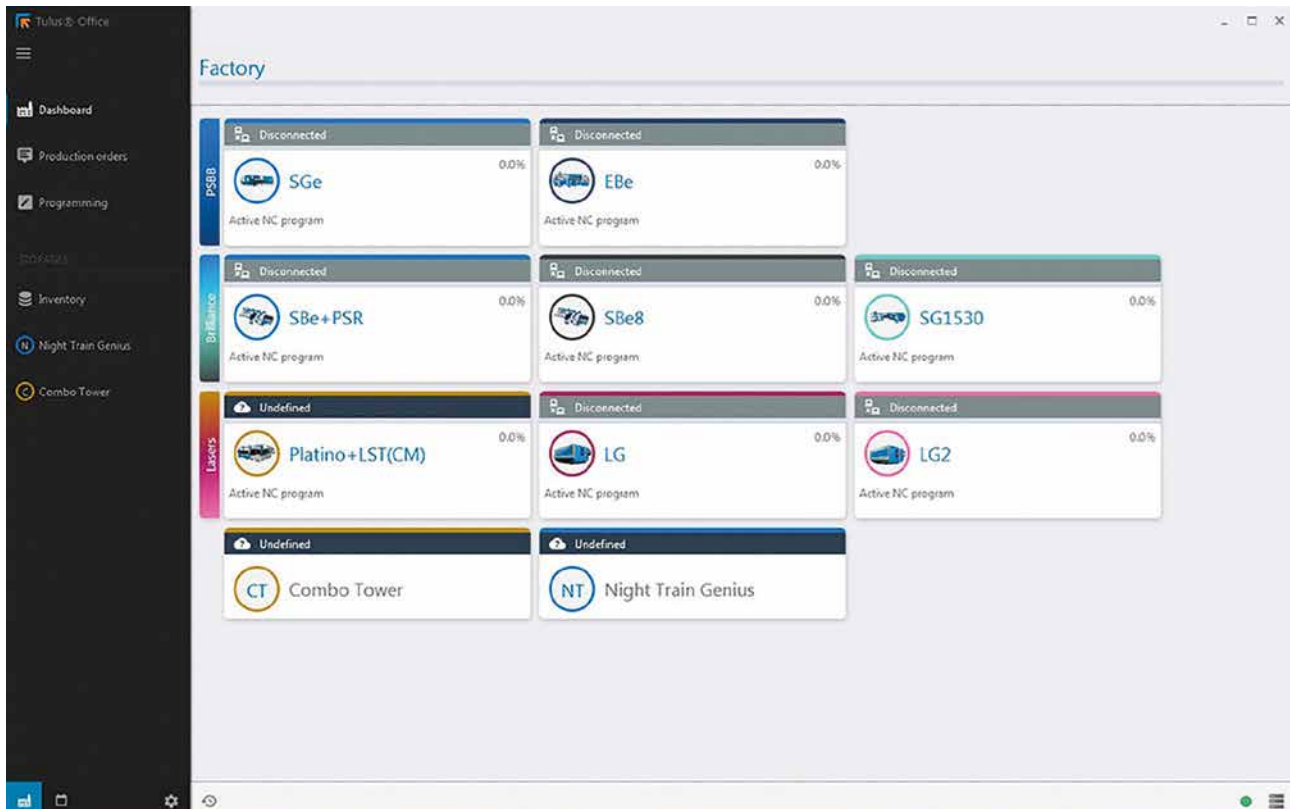 Tulus® Office
Factory
Dashboard
Production orders
Programming
STORAGES
Inventory
N Night Train Genius
C Combo Tower
PSBB
Disconnected
SGe
0.0%
Active NC program
Disconnected
EBe
0.0%
Active NC program
Brilliance
Disconnected
SBe+PSR
0.0%
Active NC program
Disconnected
SBe8
0.0%
Active NC program
Disconnected
SG1530
0.0%
Active NC program
Lasers
Undefined
Platino+LST(CM)
0.0%
Active NC program
Disconnected
LG
0.0%
Active NC program
Disconnected
LG2
0.0%
Active NC program
Undefined
CT Combo Tower
Undefined
NT Night Train Genius